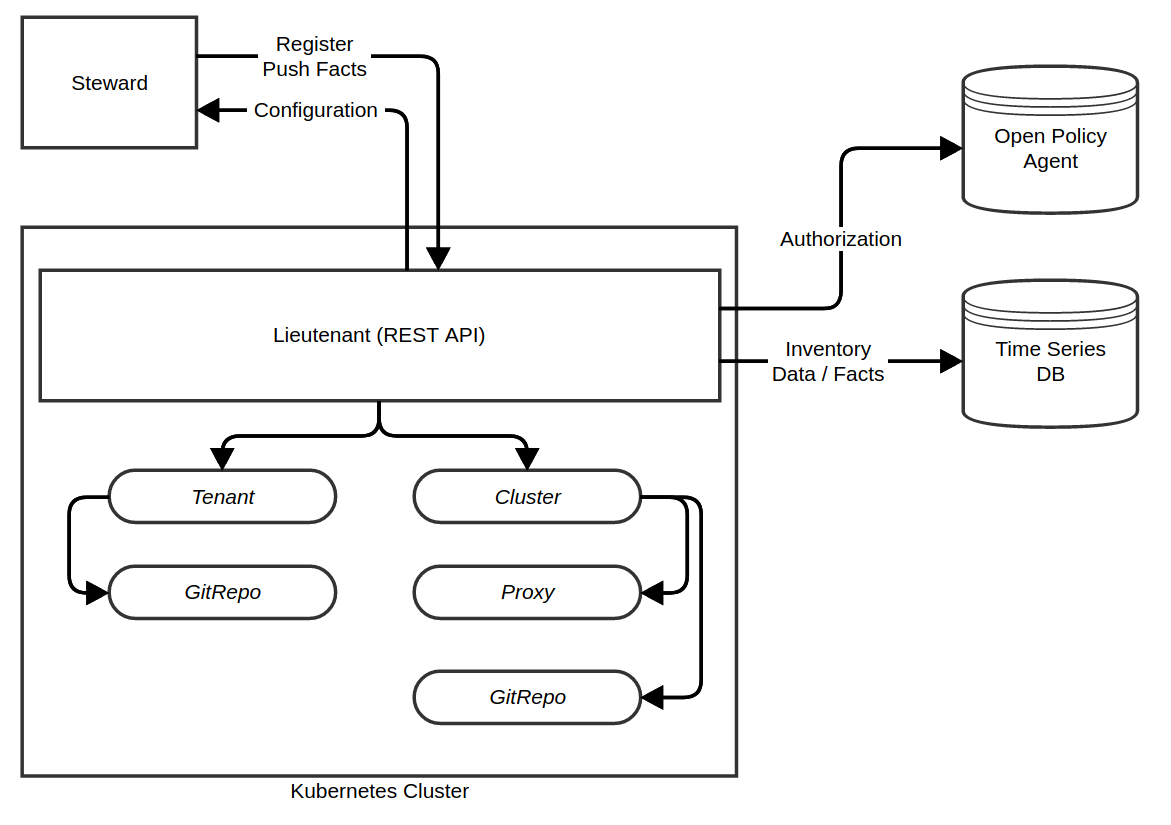 Steward
Register
Push Facts
Configuration
Open Policy
Agent
Authorization
Lieutenant (REST API)
Inventory
Data / Facts
Time Series
DB
Tenant
Cluster
GitRepo
Proxy
GitRepo
Kubernetes Cluster